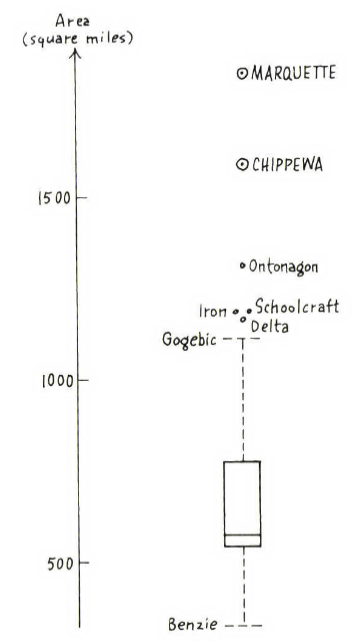 Area
(square miles)
MARQUETTE
CHIPPEWA
1500
Ontonagon
Iron Schoolcraft
Delta
Gogebic
1000
500
Benzie